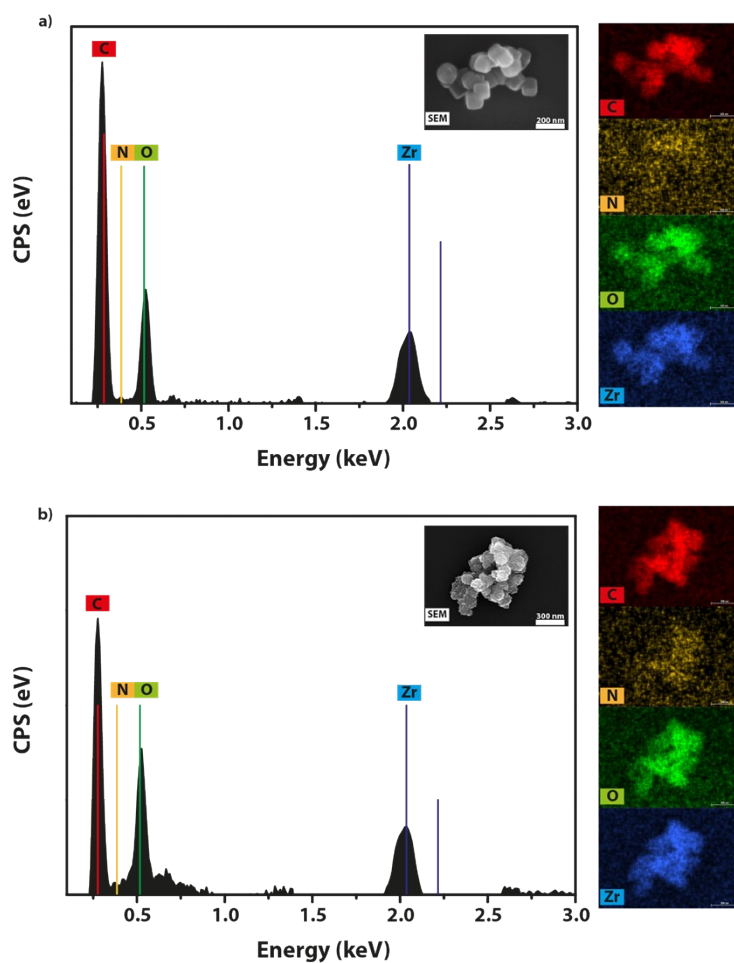 a)
C
N
O
Zr
SEM
200 nm
CPS (eV)
0.5
1.0
1.5
2.0
2.5
3.0
Energy (keV)
C
N
O
Zr
b)
C
N
O
Zr
SEM
300 nm
CPS (eV)
0.5
1.0
1.5
2.0
2.5
3.0
Energy (keV)
C
N
O
Zr